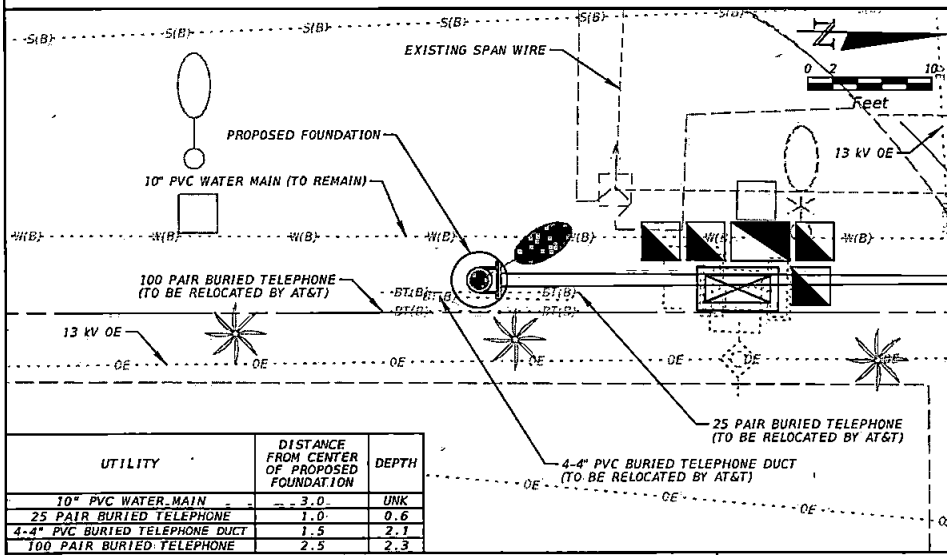 S(B) S(B) S(B) S(B) S(B) S(B) S(B) S(B)
N
EXISTING SPAN WIRE
0 2 10
Feet
PROPOSED FOUNDATION
13 kV OE
10" PVC WATER MAIN (TO REMAIN)
W(B) W(B) W(B) W(B) W(B) W(B) W(B)
100 PAIR BURIED TELEPHONE
(TO BE RELOCATED BY AT&T)
BT(B) BT(B)
BT(B)
BT(B) BT(B)
13 kV OE
OE OE OE OE OE OE
25 PAIR BURIED TELEPHONE
(TO BE RELOCATED BY AT&T)
4-4" PVC BURIED TELEPHONE DUCT
(TO BE RELOCATED BY AT&T)
OE OE OE
UTILITY DISTANCE FROM CENTER OF PROPOSED FOUNDATION DEPTH
10" PVC WATER MAIN 3.0 UNK
25 PAIR BURIED TELEPHONE 1.0 0.6
4-4" PVC BURIED TELEPHONE DUCT 1.5 2.1
100 PAIR BURIED TELEPHONE 2.5 2.3